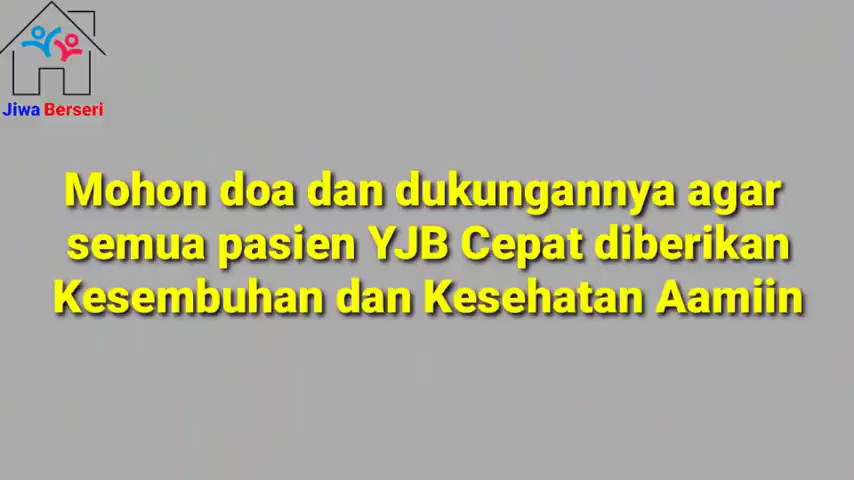 Jiwa Berseri
Mohon doa dan dukungannya agar
semua pasien YJB Cepat diberikan
Kesembuhan dan Kesehatan Aamiin